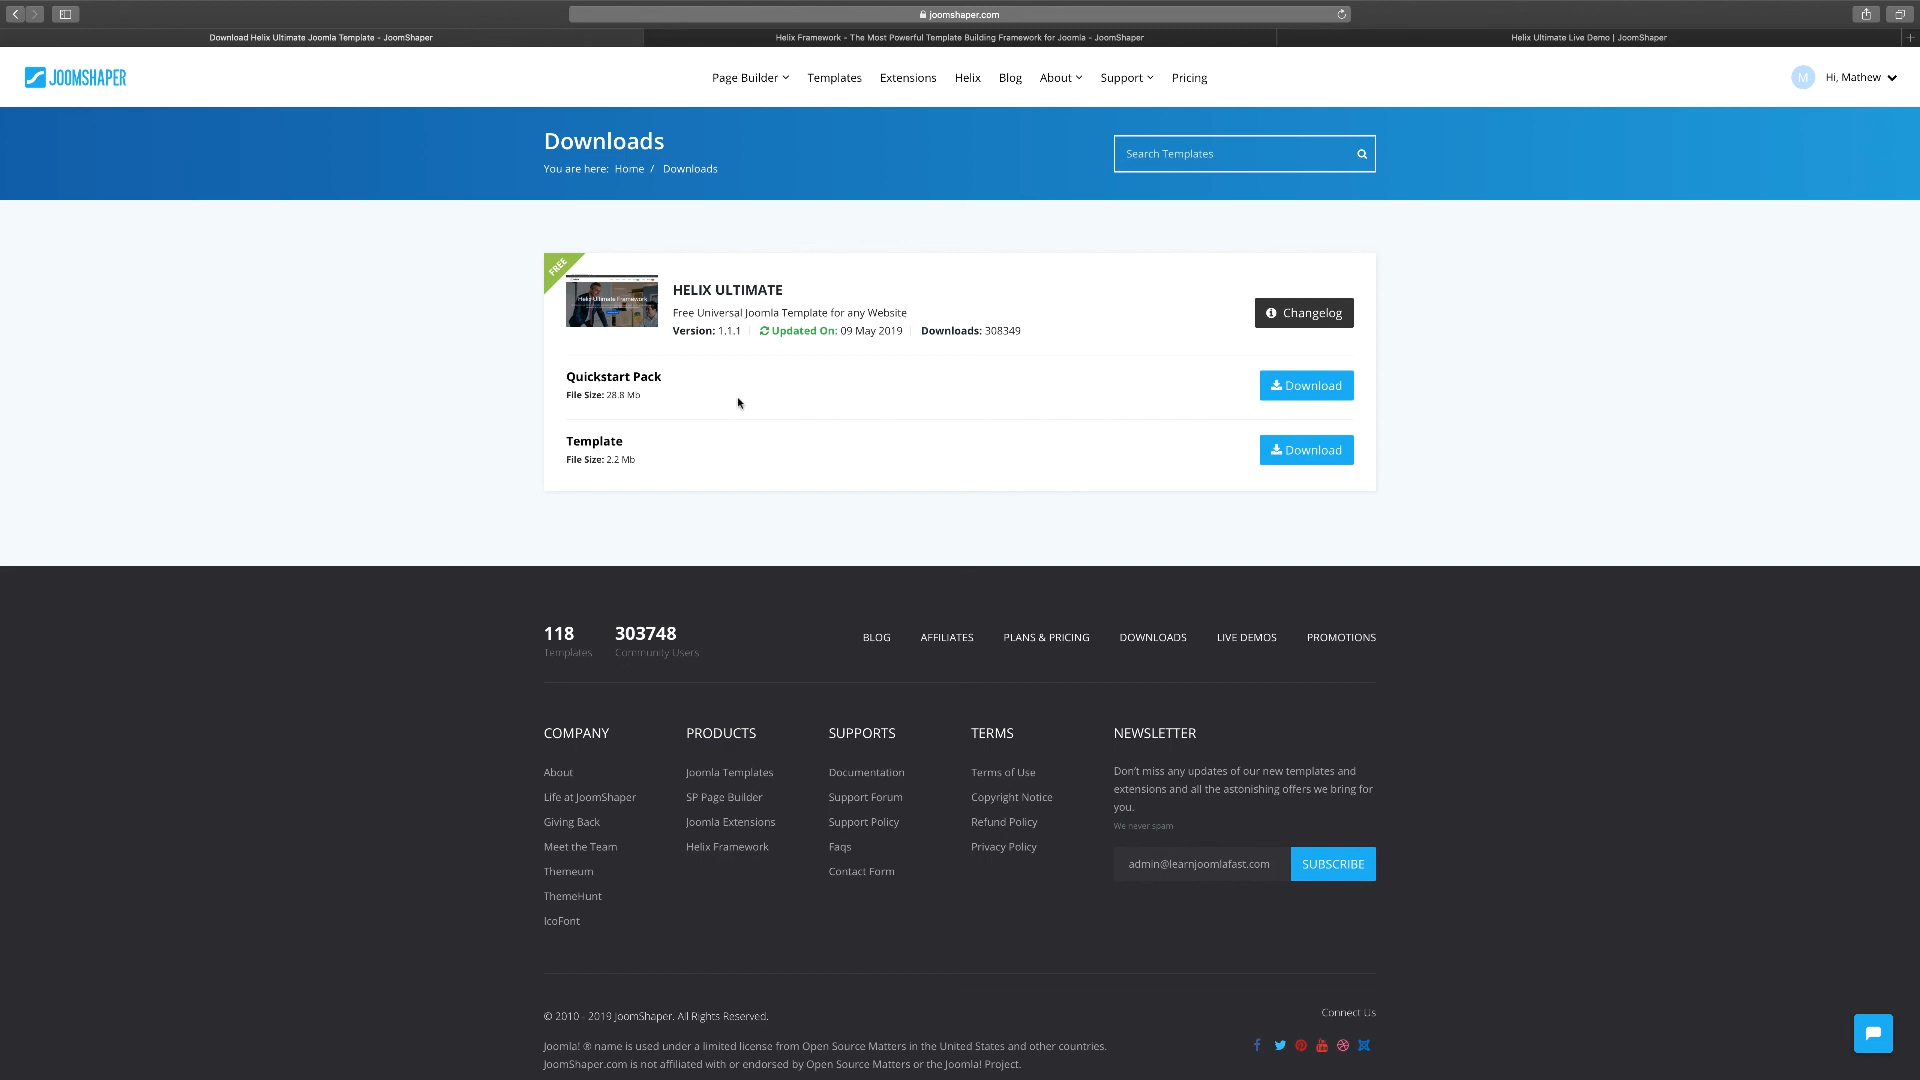 joomshaper.com
Download Helix Ultimate Joomla Template - JoomShaper
Helix Framework - The Most Powerful Template Building Framework for Joomla - JoomShaper
Helix Ultimate Live Demo | JoomShaper
JOOMSHAPER
Page Builder
Templates
Extensions
Helix
Blog
About
Support
Pricing
M
Hi, Mathew
Downloads
You are here: Home / Downloads
Search Templates
FREE
Helix Ultimate Framework
HELIX ULTIMATE
Free Universal Joomla Template for any Website
Version: 1.1.1 Updated On: 09 May 2019 Downloads: 308349
Changelog
Quickstart Pack
File Size: 28.8 Mb
Download
Template
File Size: 2.2 Mb
Download
118
Templates
303748
Community Users
BLOG
AFFILIATES
PLANS & PRICING
DOWNLOADS
LIVE DEMOS
PROMOTIONS
COMPANY
About
Life at JoomShaper
Giving Back
Meet the Team
Themeum
ThemeHunt
IcoFont
PRODUCTS
Joomla Templates
SP Page Builder
Joomla Extensions
Helix Framework
SUPPORTS
Documentation
Support Forum
Support Policy
Faqs
Contact Form
TERMS
Terms of Use
Copyright Notice
Refund Policy
Privacy Policy
NEWSLETTER
Don't miss any updates of our new templates and
extensions and all the astonishing offers we bring for
you.
We never spam
admin@learnjoomlafast.com
SUBSCRIBE
© 2010 - 2019 JoomShaper. All Rights Reserved.
Connect Us
Joomla! ® name is used under a limited license from Open Source Matters in the United States and other countries.
JoomShaper.com is not affiliated with or endorsed by Open Source Matters or the Joomla! Project.